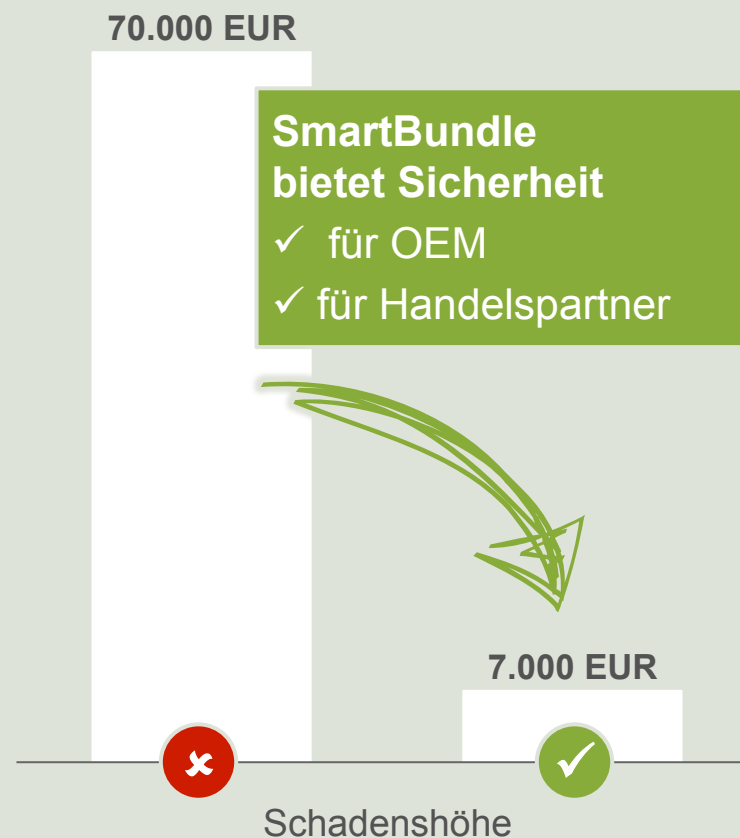 70.000 EUR
SmartBundle
bietet Sicherheit
✓ für OEM
✓ für Handelspartner
7.000 EUR
Schadenshöhe